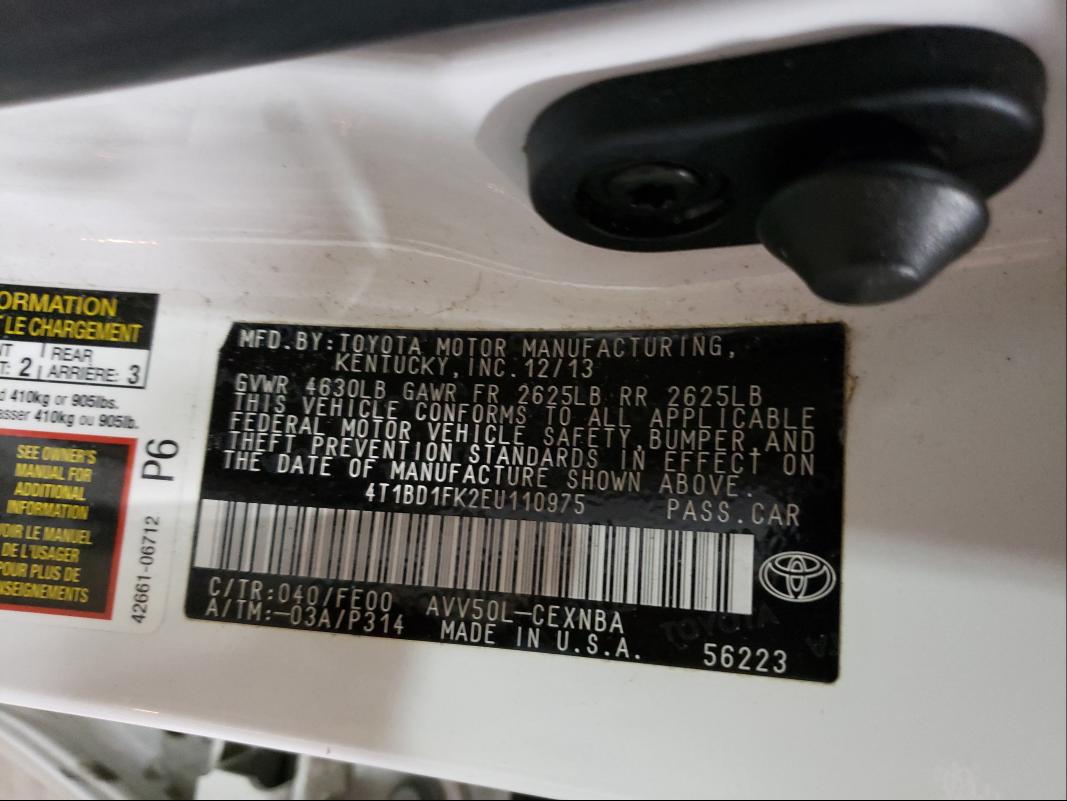 ORMATION
LE CHARGEMENT
REAR
2 ARRIÈRE: 3
410kg or 905lbs.
asser 410kg ou 905lb.
SEE OWNER'S
MANUAL FOR
ADDITIONAL
INFORMATION
OIR LE MANUEL
DE L'USAGER
POUR PLUS DE
NSEIGNEMENTS
42661-06712 P6
MFD.BY:TOYOTA MOTOR MANUFACTURING,
KENTUCKY,INC.12/13
GVWR 4630LB GAWR FR 2625LB RR 2625LB
THIS VEHICLE CONFORMS TO ALL APPLICABLE
FEDERAL MOTOR VEHICLE SAFETY,BUMPER,AND
THEFT PREVENTION STANDARDS IN EFFECT ON
THE DATE OF MANUFACTURE SHOWN ABOVE.
4T1BD1FK2EU110975 PASS.CAR
C/TR:040/FE00 AVV50L-CEXNBA
A/TM:-03A/P314 MADE IN U.S.A. 56223
TOYOTA